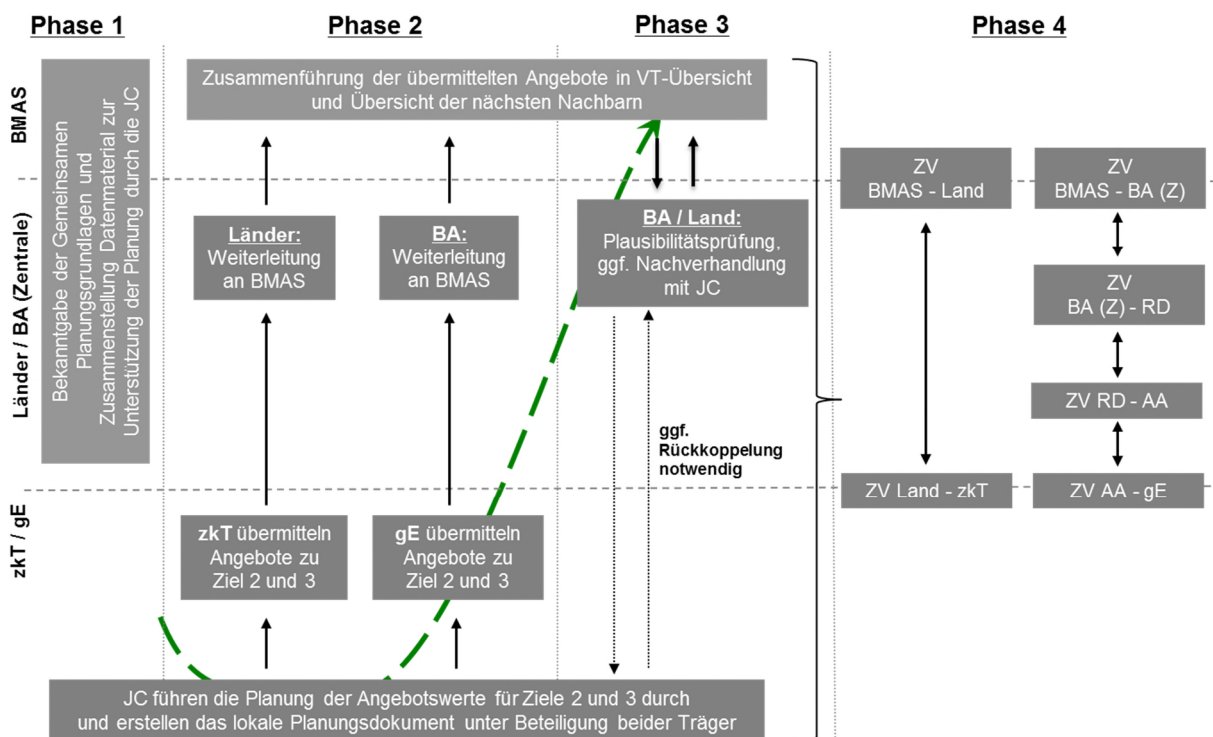 Phase 1
Phase 2
Phase 3
Phase 4
BMAS
Länder / BA (Zentrale)
zkT / gE
Bekanntgabe der Gemeinsamen
Planungsgrundlagen und
Zusammenstellung Datenmaterial zur
Unterstützung der Planung durch die JC
Zusammenführung der übermittelten Angebote in VT-Übersicht
und Übersicht der nächsten Nachbarn
Länder:
Weiterleitung
an BMAS
BA:
Weiterleitung
an BMAS
BA / Land:
Plausibilitätsprüfung,
ggf. Nachverhandlung
mit JC
ggf.
Rückkoppelung
notwendig
zkT übermitteln
Angebote zu
Ziel 2 und 3
gE übermitteln
Angebote zu
Ziel 2 und 3
JC führen die Planung der Angebotswerte für Ziele 2 und 3 durch
und erstellen das lokale Planungsdokument unter Beteiligung beider Träger
ZV
BMAS - Land
ZV
BMAS - BA (Z)
ZV
BA (Z) - RD
ZV RD - AA
ZV Land - zkT
ZV AA - gE